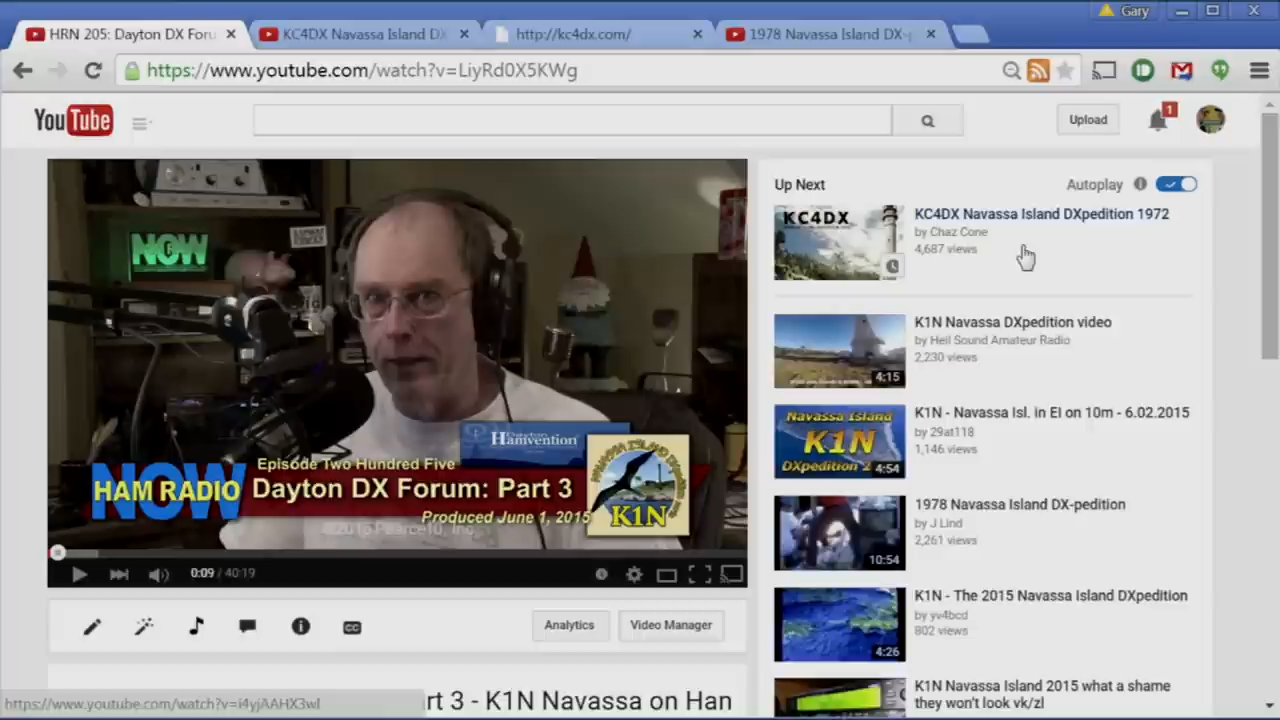 Gary
HRN 205: Dayton DX Foru
KC4DX Navassa Island DX
http://kc4dx.com/
1978 Navassa Island DX-p
https://www.youtube.com/watch?v=LiyRd0X5KWg
YouTube
Upload
1
NOW
Hamvention
Episode Two Hundred Five
HAM RADIO
NOW
Dayton DX Forum: Part 3
Produced June 1, 2015
K1N
0:09 / 40:19
Analytics
Video Manager
rt 3 - K1N Navassa on Han
https://www.youtube.com/watch?v=i4yjAAHX3wI
Up Next
Autoplay
KC4DX
KC4DX Navassa Island DXpedition 1972
by Chaz Cone
4,687 views
4:15
K1N Navassa DXpedition video
by Heil Sound Amateur Radio
2,230 views
Navassa Island
K1N
DXpedition 2
4:54
K1N - Navassa Isl. in EI on 10m - 6.02.2015
by 29at118
1,146 views
10:54
1978 Navassa Island DX-pedition
by J Lind
2,261 views
4:26
K1N - The 2015 Navassa Island DXpedition
by yv4bcd
802 views
K1N Navassa Island 2015 what a shame
they won't look vk/zl